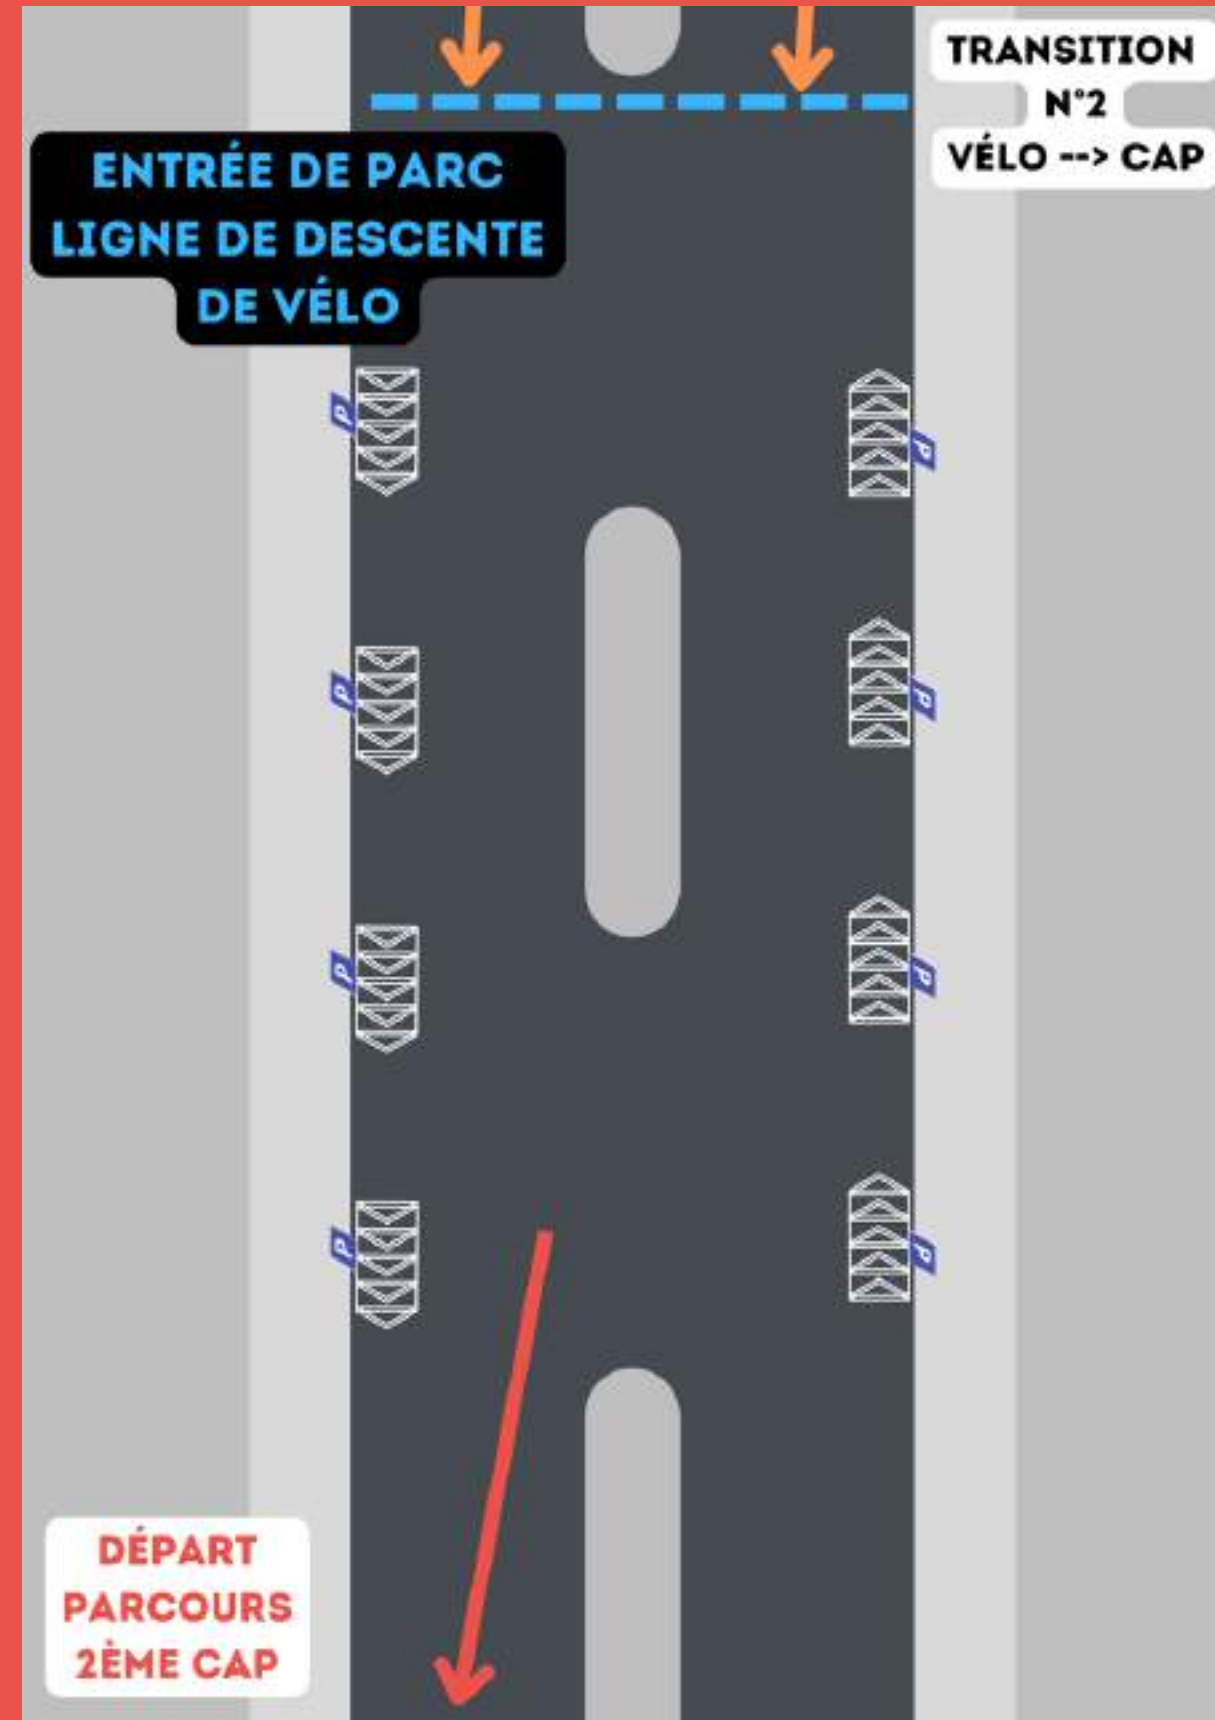 TRANSITION
N°2
VÉLO --> CAP
ENTRÉE DE PARC
LIGNE DE DESCENTE
DE VÉLO
P
P
P
P
P
P
P
P
DÉPART
PARCOURS
2ÈME CAP